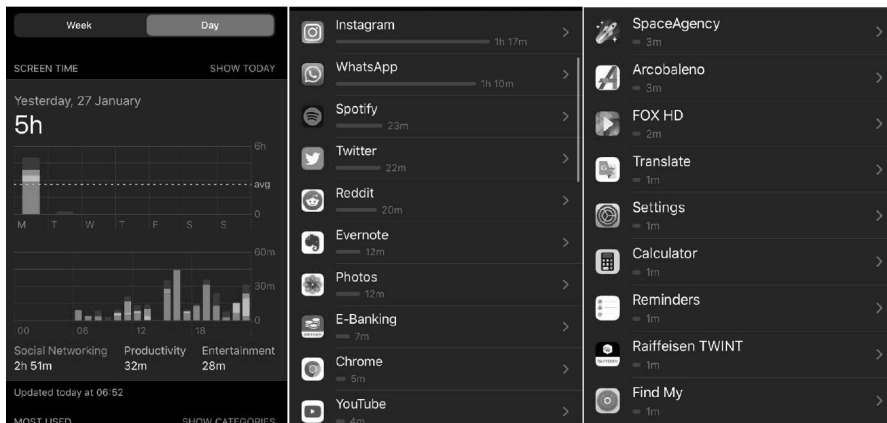 Week Day
SCREEN TIME SHOW TODAY
Yesterday, 27 January
5h
6h
avg
0
M T W T F S S
60m
30m
0
00 06 12 18
Social Networking Productivity Entertainment
2h 51m 32m 28m
Updated today at 06:52
MOST USED SHOW CATEGORIES
Instagram
1h 17m
WhatsApp
1h 10m
Spotify
23m
Twitter
22m
Reddit
20m
Evernote
12m
Photos
12m
E-Banking
7m
Chrome
5m
YouTube
4m
SpaceAgency
3m
Arcobaleno
3m
FOX HD
2m
Translate
1m
Settings
1m
Calculator
1m
Reminders
1m
Raiffeisen TWINT
1m
Find My
1m